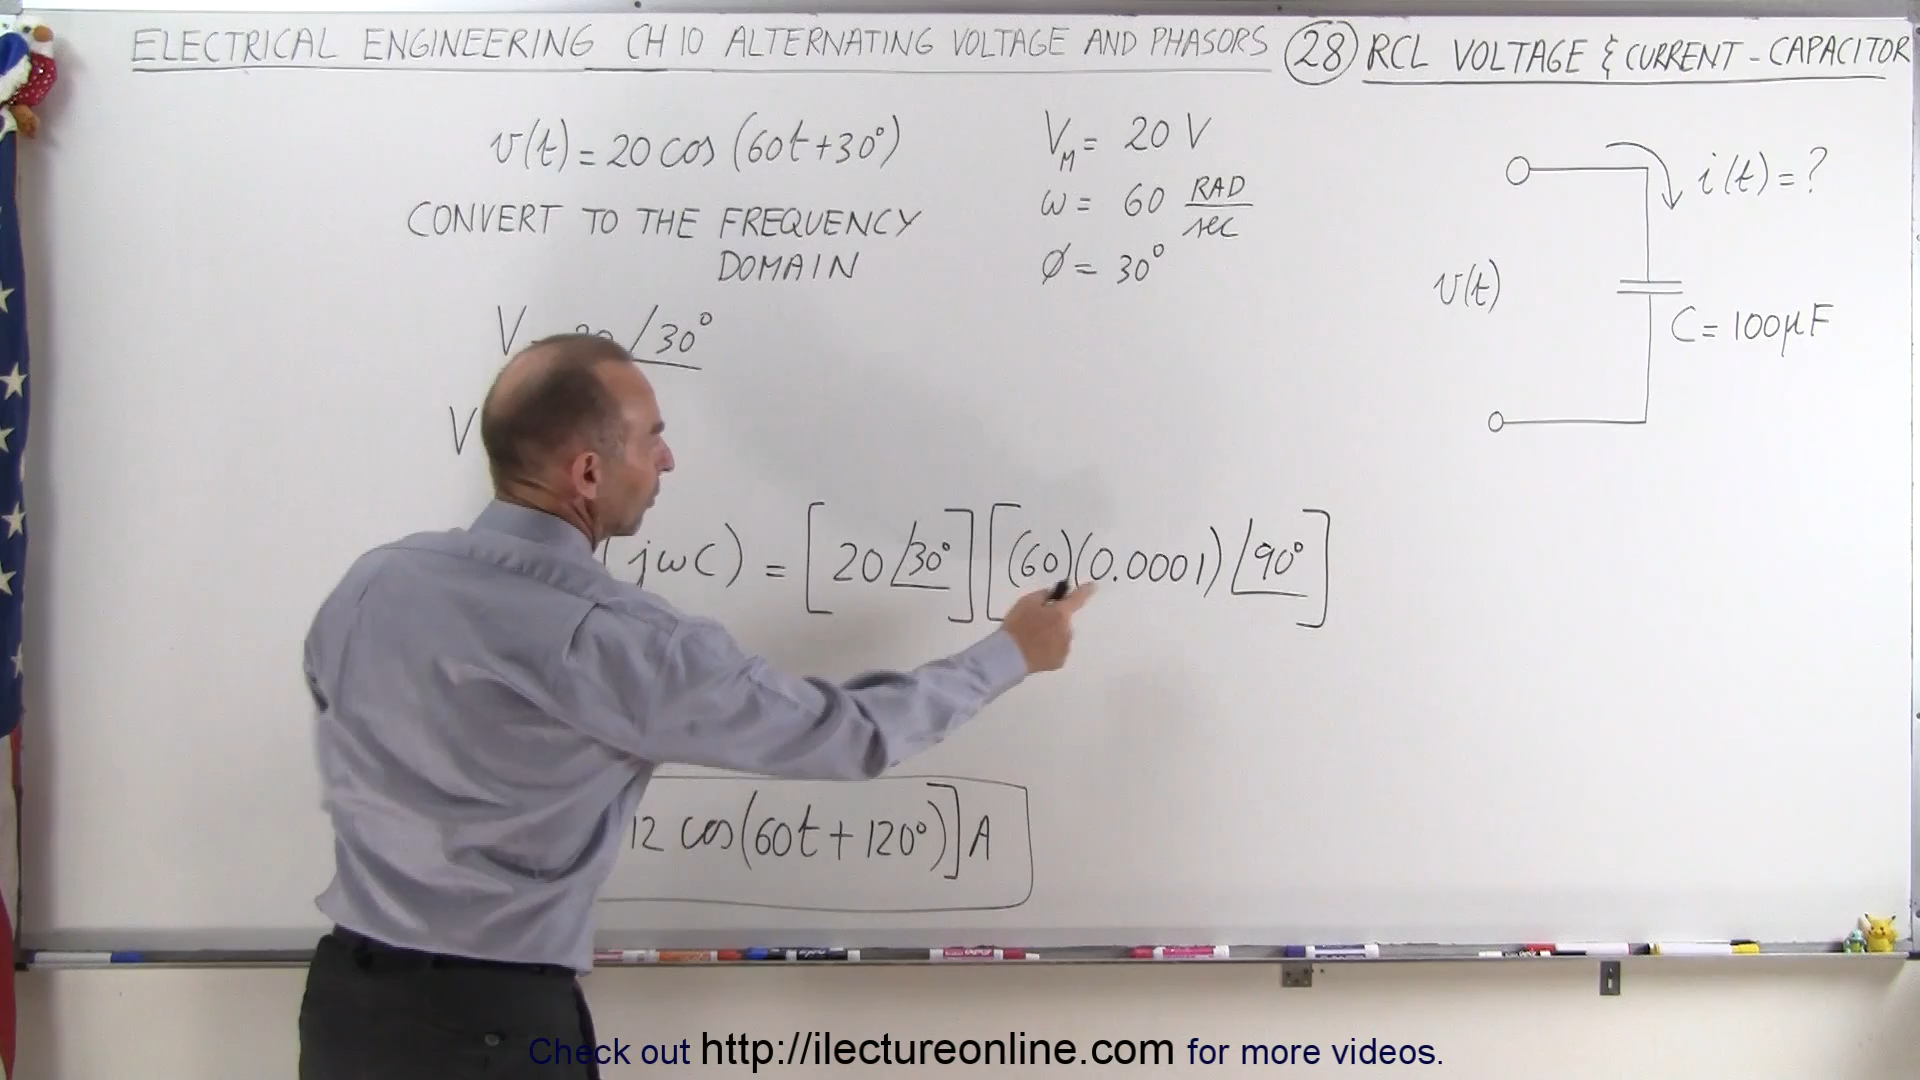 ELECTRICAL ENGINEERING CH 10 ALTERNATING VOLTAGE AND PHASORS (28) RCL VOLTAGE & CURRENT - CAPACITOR
v(t) = 20 cos (60t+30°)
CONVERT TO THE FREQUENCY
DOMAIN
V_M = 20 V
ω = 60 RAD/sec
ø = 30°
i(t) = ?
v(t)
C = 100μF
V = 20 /30°
V
(jωC) = [20 /30°] [(60)(0.0001) /90°]
12 cos(60t + 120°)] A
Check out http://ilectureonline.com for more videos.